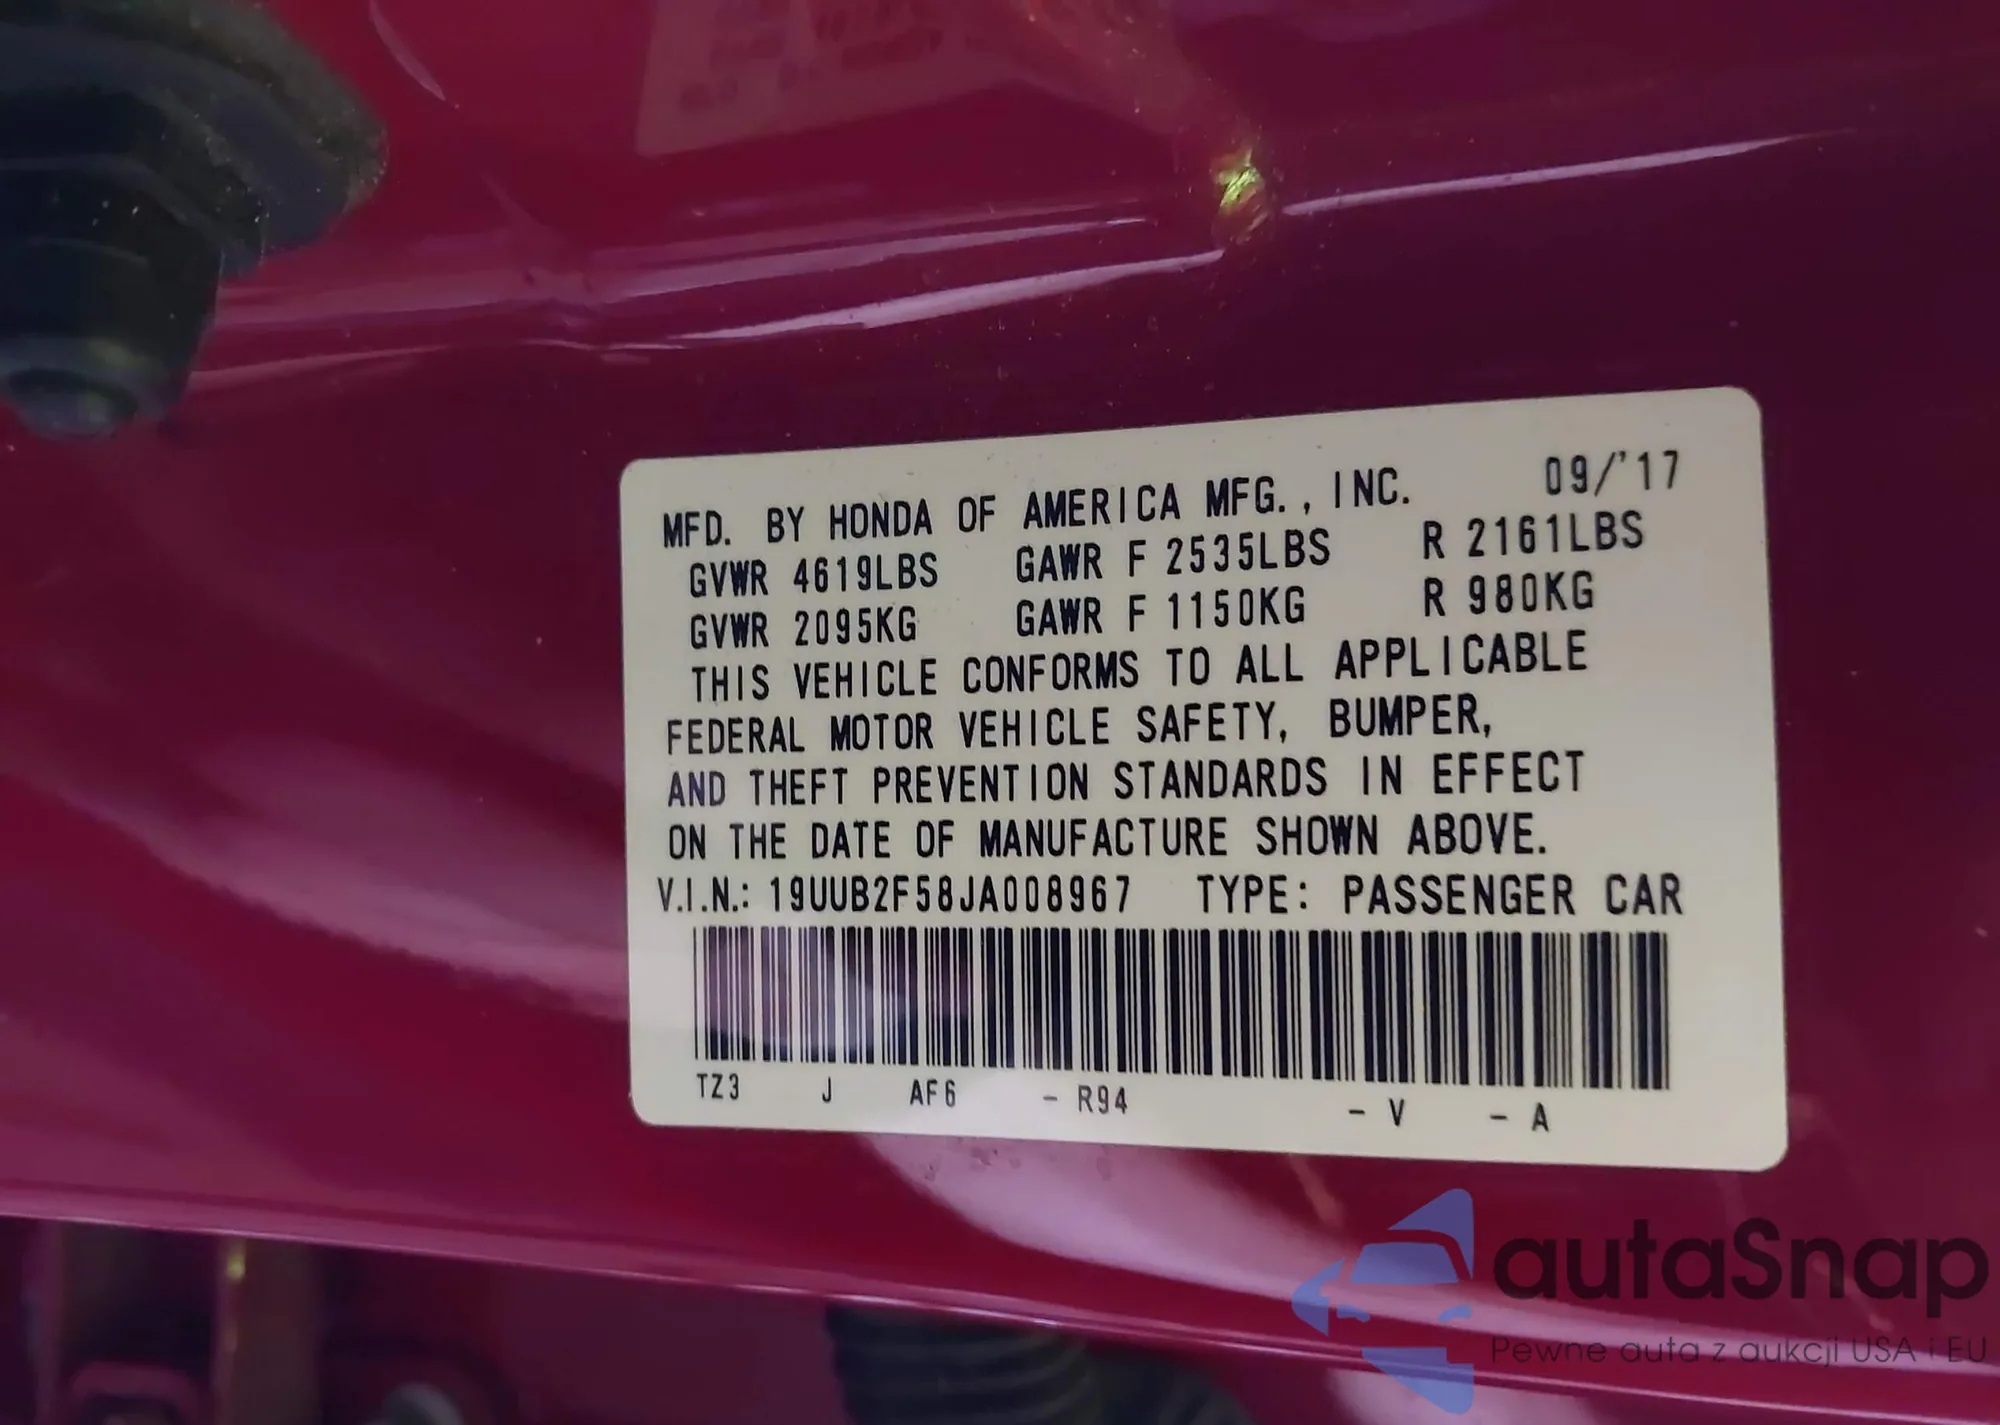 MFD. BY HONDA OF AMERICA MFG., INC. 09/'17
GVWR 4619LBS GAWR F 2535LBS R 2161LBS
GVWR 2095KG GAWR F 1150KG R 980KG
THIS VEHICLE CONFORMS TO ALL APPLICABLE
FEDERAL MOTOR VEHICLE SAFETY, BUMPER,
AND THEFT PREVENTION STANDARDS IN EFFECT
ON THE DATE OF MANUFACTURE SHOWN ABOVE.
V.I.N.: 19UUB2F58JA008967 TYPE: PASSENGER CAR
TZ3 J AF6 - R94 - V - A
autaSnap
Pewne auta z aukcji USA i EU